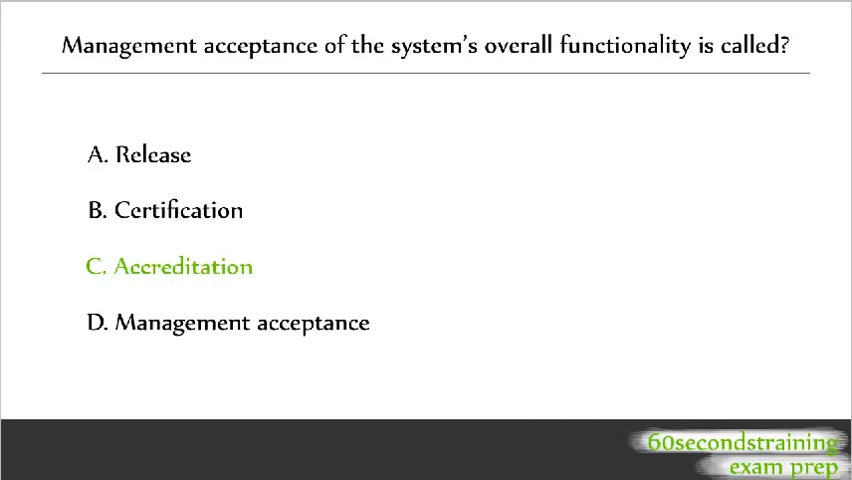 Management acceptance of the system's overall functionality is called?
A. Release
B. Certification
C. Accreditation
D. Management acceptance
60secondstraining
exam prep